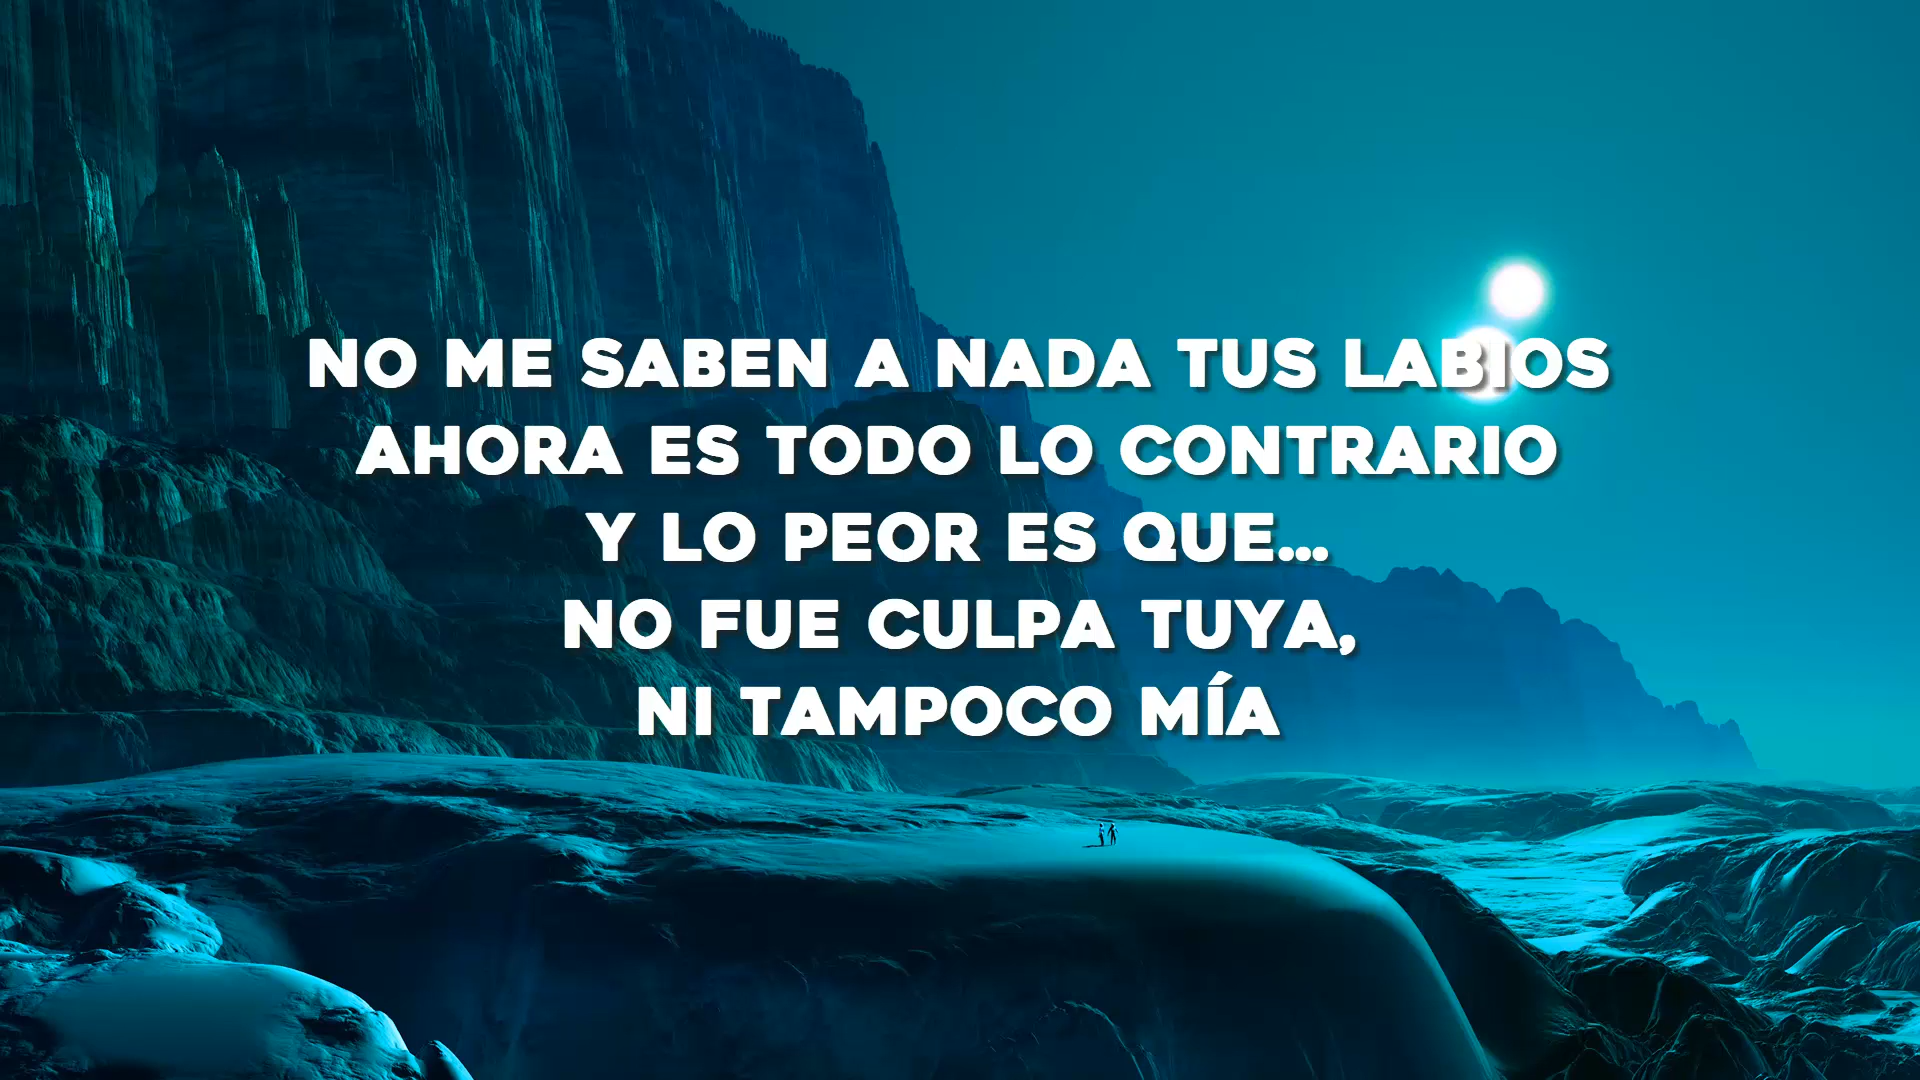 NO ME SABEN A NADA TUS LABIOS
AHORA ES TODO LO CONTRARIO
Y LO PEOR ES QUE...
NO FUE CULPA TUYA,
NI TAMPOCO MÍA